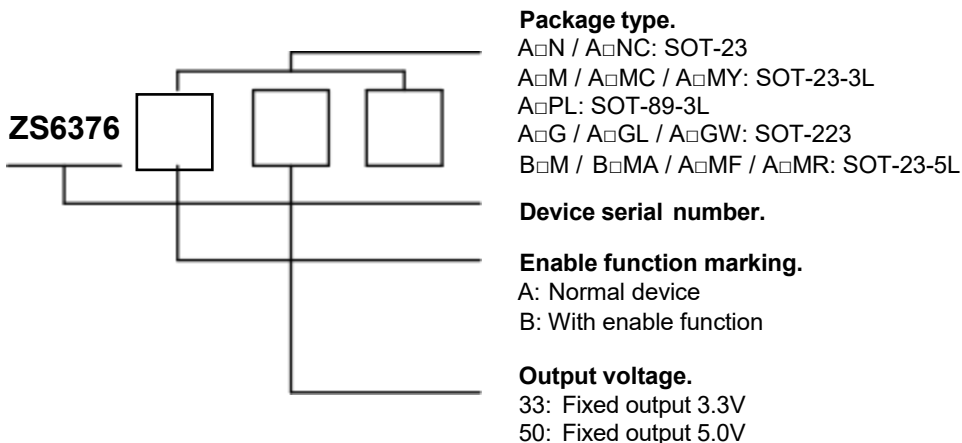 Package type.
A□N / A□NC: SOT-23
A□M / A□MC / A□MY: SOT-23-3L
A□PL: SOT-89-3L
A□G / A□GL / A□GW: SOT-223
B□M / B□MA / A□MF / A□MR: SOT-23-5L
ZS6376
Device serial number.
Enable function marking.
A: Normal device
B: With enable function
Output voltage.
33: Fixed output 3.3V
50: Fixed output 5.0V